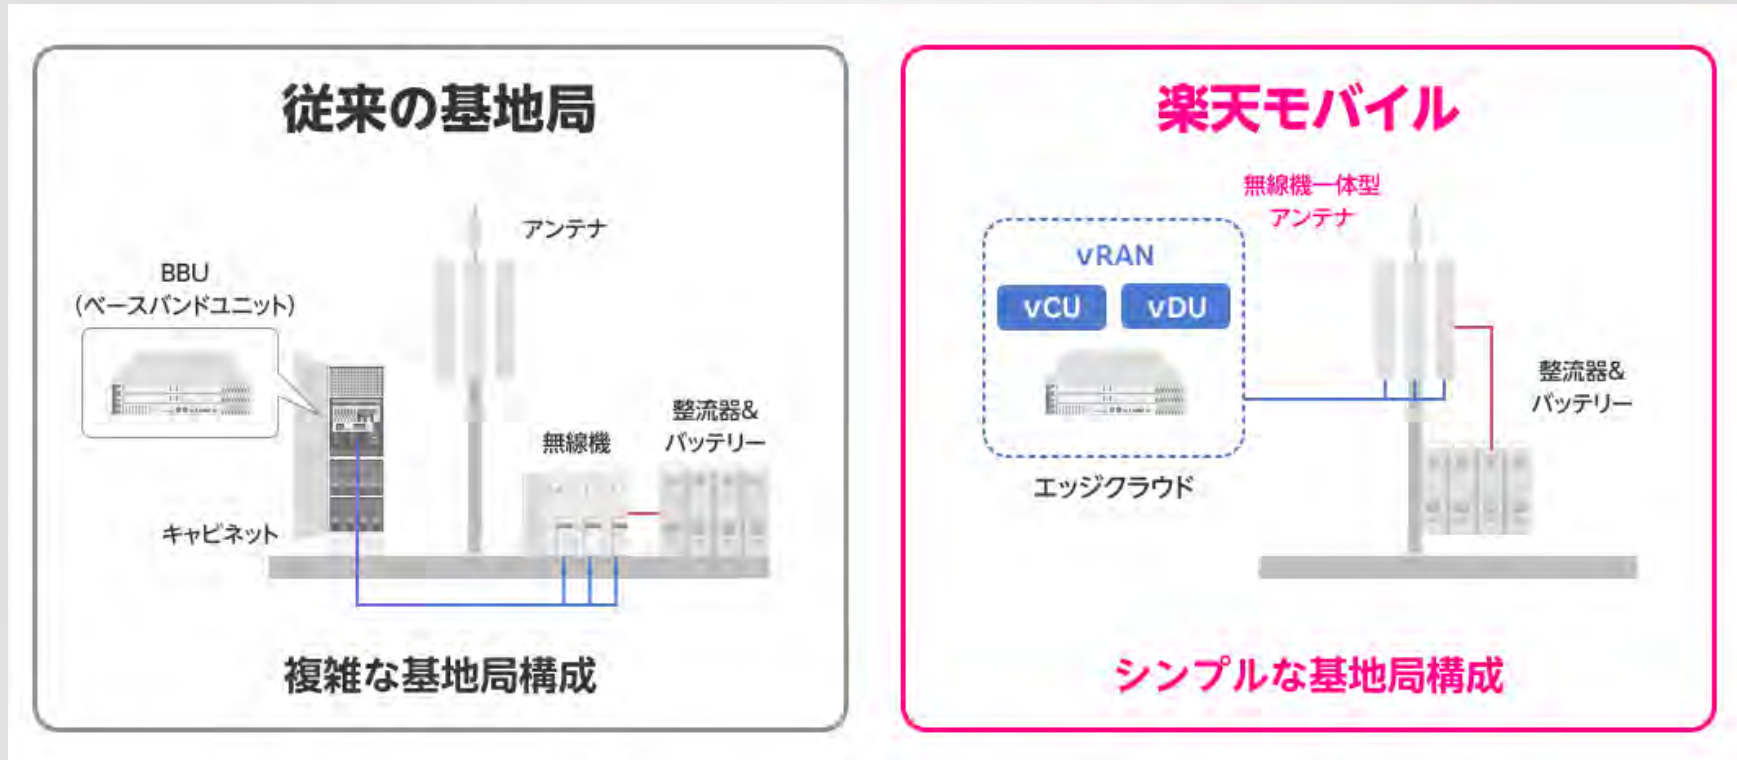 従来の基地局
アンテナ
BBU
（ベースバンドユニット）
整流器&
バッテリー
無線機
キャビネット
複雑な基地局構成
楽天モバイル
無線機一体型
アンテナ
vRAN
vCU
vDU
整流器&
バッテリー
エッジクラウド
シンプルな基地局構成